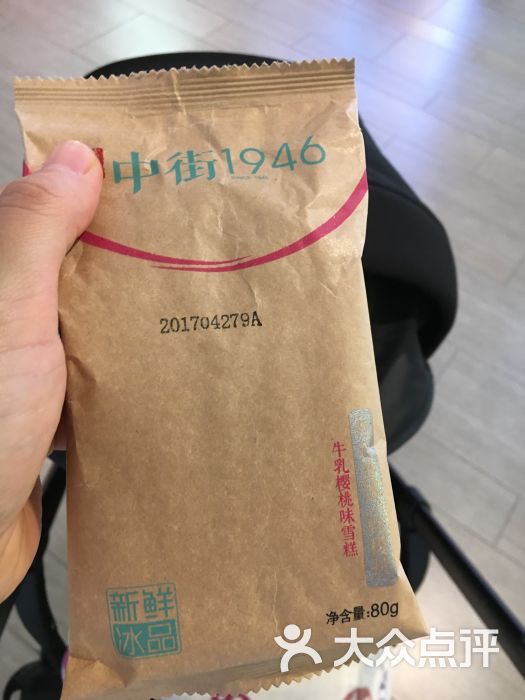 中街1946
SINCE 1946
201704279A
牛乳樱桃味雪糕
新鲜
冰品
净含量:80g
大众点评